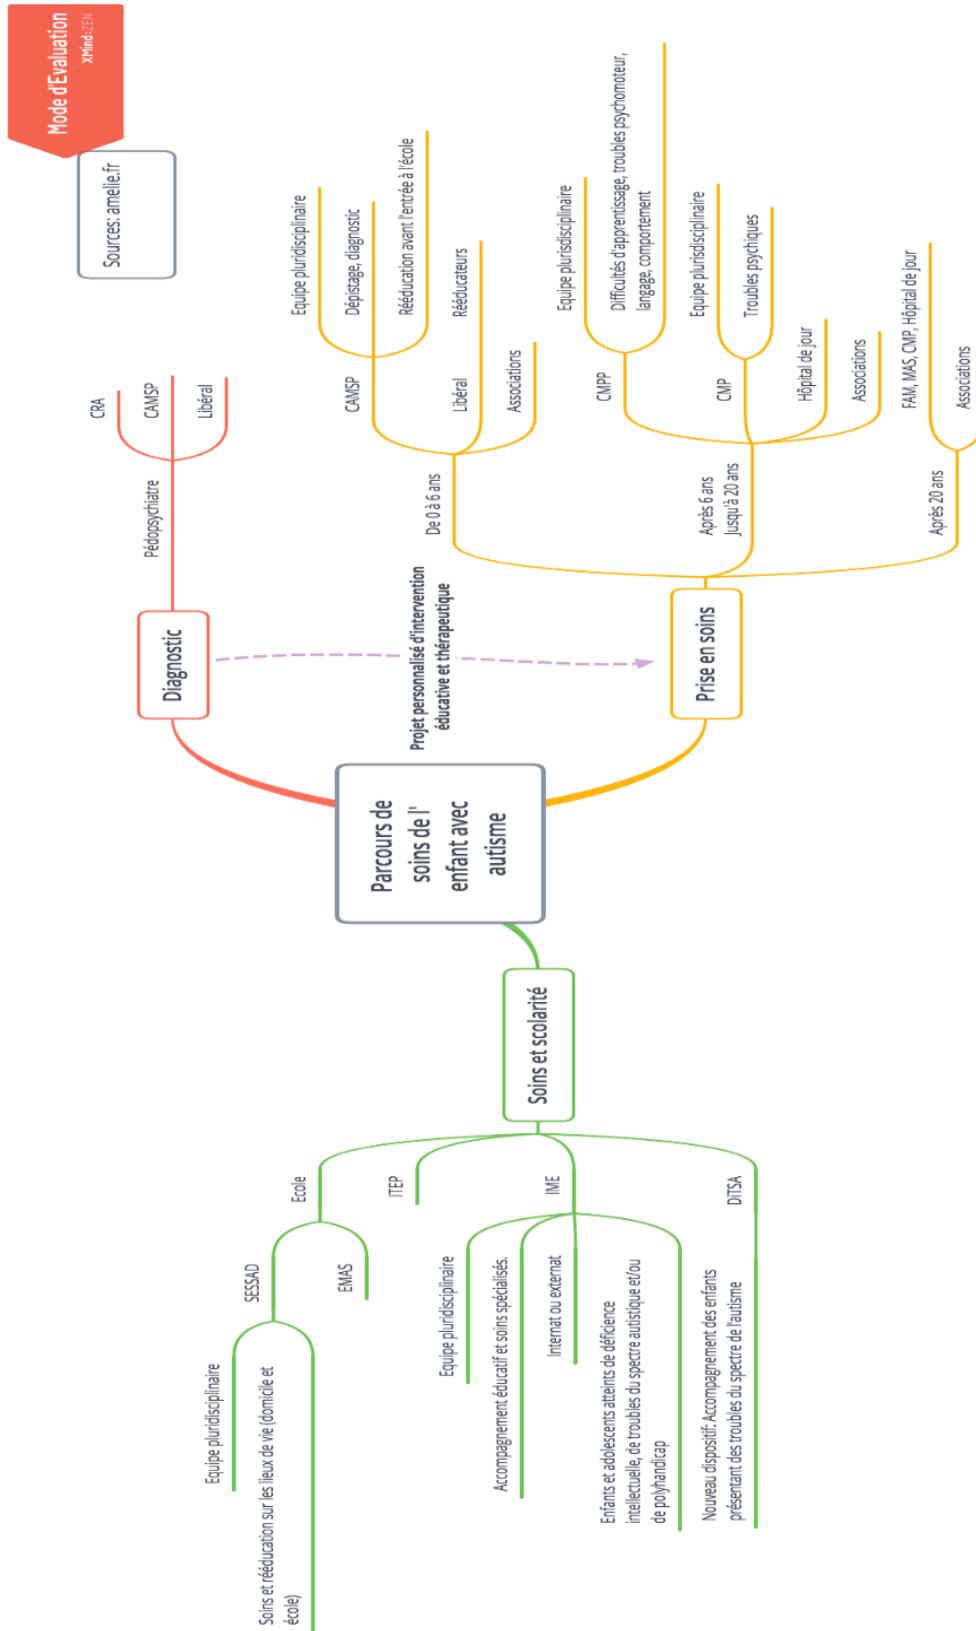 Mode d'Evaluation
XMind:ZEN
Sources: amelie.fr
Parcours de
soins de l'
enfant avec
autisme
Diagnostic
Pédopsychiatre
CRA
CAMSP
Libéral
Projet personnalisé d'intervention
éducative et thérapeutique
Prise en soins
De 0 à 6 ans
CAMSP
Equipe pluridisciplinaire
Dépistage, diagnostic
Rééducation avant l'entrée à l'école
Libéral
Rééducateurs
Associations
Après 6 ans
Jusqu'à 20 ans
CMPP
Equipe plurisdisciplinaire
Difficultés d'apprentissage, troubles psychomoteur,
langage, comportement
CMP
Equipe plurisdisciplinaire
Troubles psychiques
Hôpital de jour
Associations
Après 20 ans
FAM, MAS, CMP, Hôpital de jour
Associations
Soins et scolarité
Ecole
SESSAD
Equipe pluridisciplinaire
Soins et rééducation sur les lieux de vie (domicile et
école)
EMAS
ITEP
IME
Equipe pluridisciplinaire
Accompagnement éducatif et soins spécialisés.
Internat ou externat
Enfants et adolescents atteints de déficience
intellectuelle, de troubles du spectre autistique et/ou
de polyhandicap
DITSA
Nouveau dispositif: Accompagnement des enfants
présentant des troubles du spectre de l'autisme